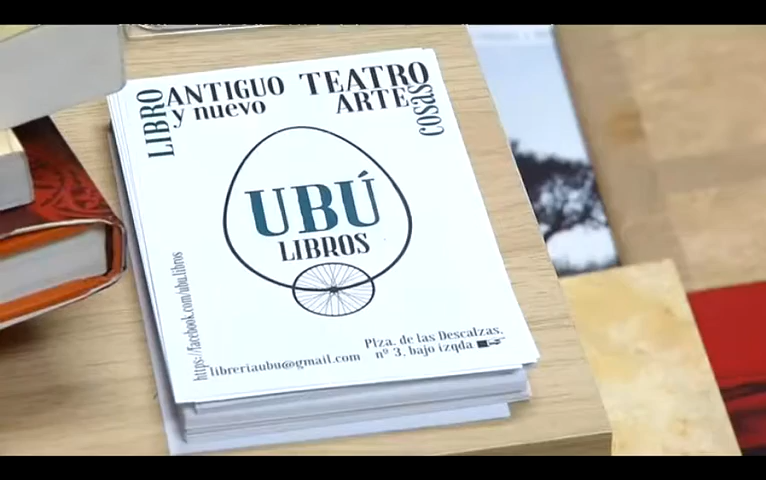 LIBRO
ANTIGUO
y nuevo
TEATRO
ARTE
cosas
UBÚ
LIBROS
https://facebook.com/ubu.libros
libreriaubu@gmail.com
Plza. de las Descalzas,
nº 3, bajo izqda